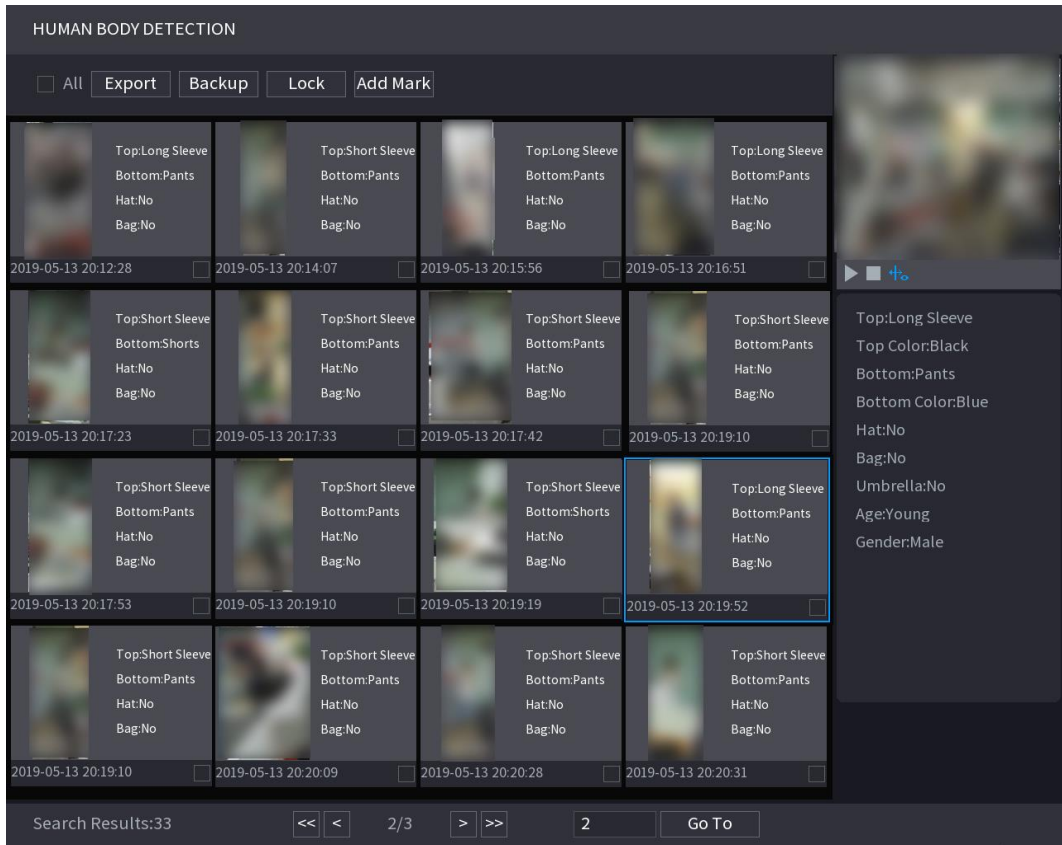 HUMAN BODY DETECTION
All Export Backup Lock Add Mark
Top:Long Sleeve
Bottom:Pants
Hat:No
Bag:No
2019-05-13 20:12:28
Top:Short Sleeve
Bottom:Pants
Hat:No
Bag:No
2019-05-13 20:14:07
Top:Long Sleeve
Bottom:Pants
Hat:No
Bag:No
2019-05-13 20:15:56
Top:Long Sleeve
Bottom:Pants
Hat:No
Bag:No
2019-05-13 20:16:51
Top:Short Sleeve
Bottom:Shorts
Hat:No
Bag:No
2019-05-13 20:17:23
Top:Short Sleeve
Bottom:Pants
Hat:No
Bag:No
2019-05-13 20:17:33
Top:Short Sleeve
Bottom:Pants
Hat:No
Bag:No
2019-05-13 20:17:42
Top:Short Sleeve
Bottom:Pants
Hat:No
Bag:No
2019-05-13 20:19:10
Top:Short Sleeve
Bottom:Pants
Hat:No
Bag:No
2019-05-13 20:17:53
Top:Short Sleeve
Bottom:Pants
Hat:No
Bag:No
2019-05-13 20:19:10
Top:Short Sleeve
Bottom:Shorts
Hat:No
Bag:No
2019-05-13 20:19:19
Top:Long Sleeve
Bottom:Pants
Hat:No
Bag:No
2019-05-13 20:19:52
Top:Short Sleeve
Bottom:Pants
Hat:No
Bag:No
2019-05-13 20:19:10
Top:Short Sleeve
Bottom:Pants
Hat:No
Bag:No
2019-05-13 20:20:09
Top:Short Sleeve
Bottom:Pants
Hat:No
Bag:No
2019-05-13 20:20:28
Top:Short Sleeve
Bottom:Pants
Hat:No
Bag:No
2019-05-13 20:20:31
Top:Long Sleeve
Top Color:Black
Bottom:Pants
Bottom Color:Blue
Hat:No
Bag:No
Umbrella:No
Age:Young
Gender:Male
Search Results:33 << < 2/3 > >> 2 Go To